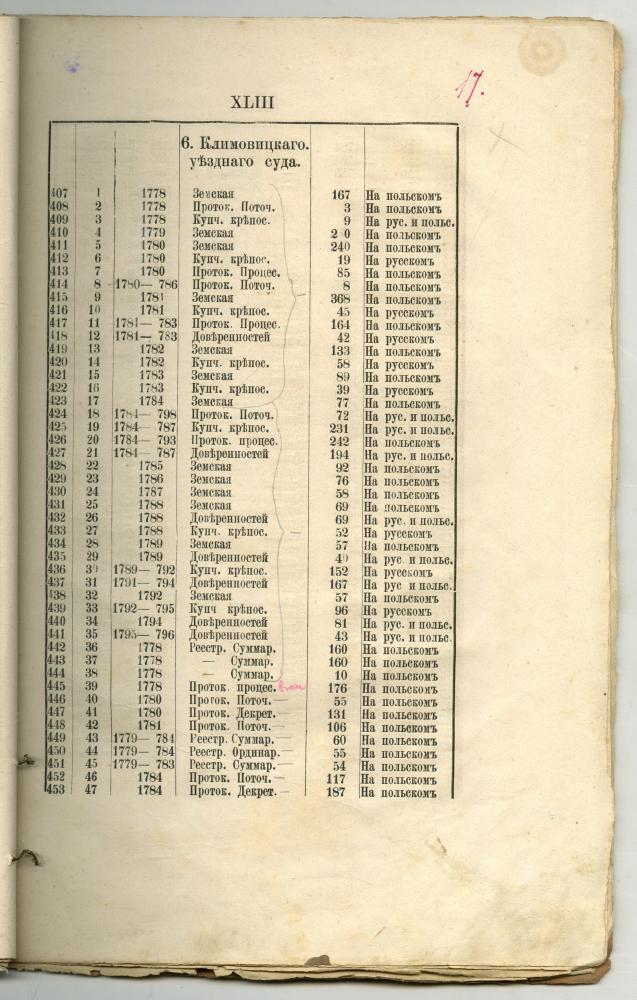 17.
XLIII
6. Климовицкаго.
уѣзднаго суда.
407 1 1778 Земская 167 На польскомъ
408 2 1778 Проток. Поточ. 3 На польскомъ
409 3 1778 Купч. крѣпос. 9 На рус. и польс.
410 4 1779 Земская На польскомъ
411 5 1780 Земская 240 На польскомъ
412 6 1780 Купч. крѣпос. 19 На русскомъ
413 7 1780 Проток. Процес. 85 На польскомъ
414 8 1780— 786 Проток. Поточ. 8 На польскомъ
415 9 1781 Земская 368 На польскомъ
416 10 1781 Купч. крѣпос. 45 На русскомъ
417 11 1781— 783 Проток. Процес. 164 На польскомъ
418 12 1781— 783 Довѣренностей 42 На русскомъ
419 13 1782 Земская 133 На польскомъ
420 14 1782 Купч. крѣпос. 58 На русскомъ
421 15 1783 Земская 89 На польскомъ
422 16 1783 Купч. крѣпос. 39 На русскомъ
423 17 1784 Земская 77 На польскомъ
424 18 1784— 798 Проток. Поточ. 72 На рус. и польс.
425 19 1784— 787 Купч. крѣпос. 231 На рус. и польс.
426 20 1784— 793 Проток. процес. 242 На польскомъ
427 21 1784— 787 Довѣренностей 194 На рус. и польс.
428 22 1785 Земская 92 На польскомъ
429 23 1786 Земская 76 На польскомъ
430 24 1787 Земская 58 На польскомъ
431 25 1788 Земская 69 На польскомъ
432 26 1788 Довѣренностей 69 На рус. и польс.
433 27 1788 Купч. крѣпос. 52 На русскомъ
434 28 1789 Земская 57 На польскомъ
435 29 1789 Довѣренностей 40 На рус. и польс.
436 30 1789— 792 Купч. крѣпос. 152 На русскомъ
437 31 1791— 794 Довѣренностей 167 На рус и польс.
438 32 1792 Земская 57 На польскомъ
439 33 1792— 795 Купч крѣпос. 96 На русскомъ
440 34 1794 Довѣренностей 81 На рус. и польс.
441 35 1795— 796 Довѣренностей 43 На рус. и польс.
442 36 1778 Реестр. Суммар. 160 На польскомъ
443 37 1778 — Суммар. 160 На польскомъ
444 38 1778 — Суммар. 10 На польскомъ
445 39 1778 Проток. процес. 176 На польскомъ
446 40 1780 Проток. Поточ. 55 На польскомъ
447 41 1780 Проток. Декрет. 131 На польскомъ
448 42 1781 Проток. Поточ. 106 На польскомъ
449 43 1779— 784 Реестр. Суммар. 60 На польскомъ
450 44 1779— 784 Реестр. Ординар. 55 На польскомъ
451 45 1779— 783 Реестр. Суммар. 54 На польскомъ
452 46 1784 Проток. Поточ. 117 На польскомъ
453 47 1784 Проток. Декрет. 187 На польскомъ